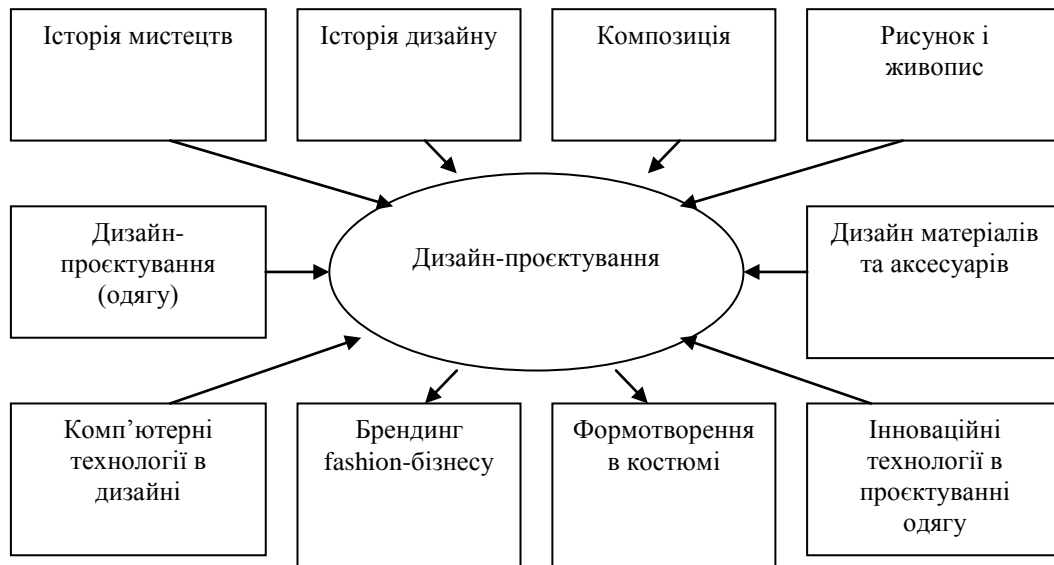 Історія мистецтв
Історія дизайну
Композиція
Рисунок і
живопис
Дизайн-
проєктування
(одягу)
Дизайн-проєктування
Дизайн матеріалів
та аксесуарів
Комп’ютерні
технології в
дизайні
Брендинг
fashion-бізнесу
Формотворення
в костюмі
Інноваційні
технології в
проєктуванні
одягу